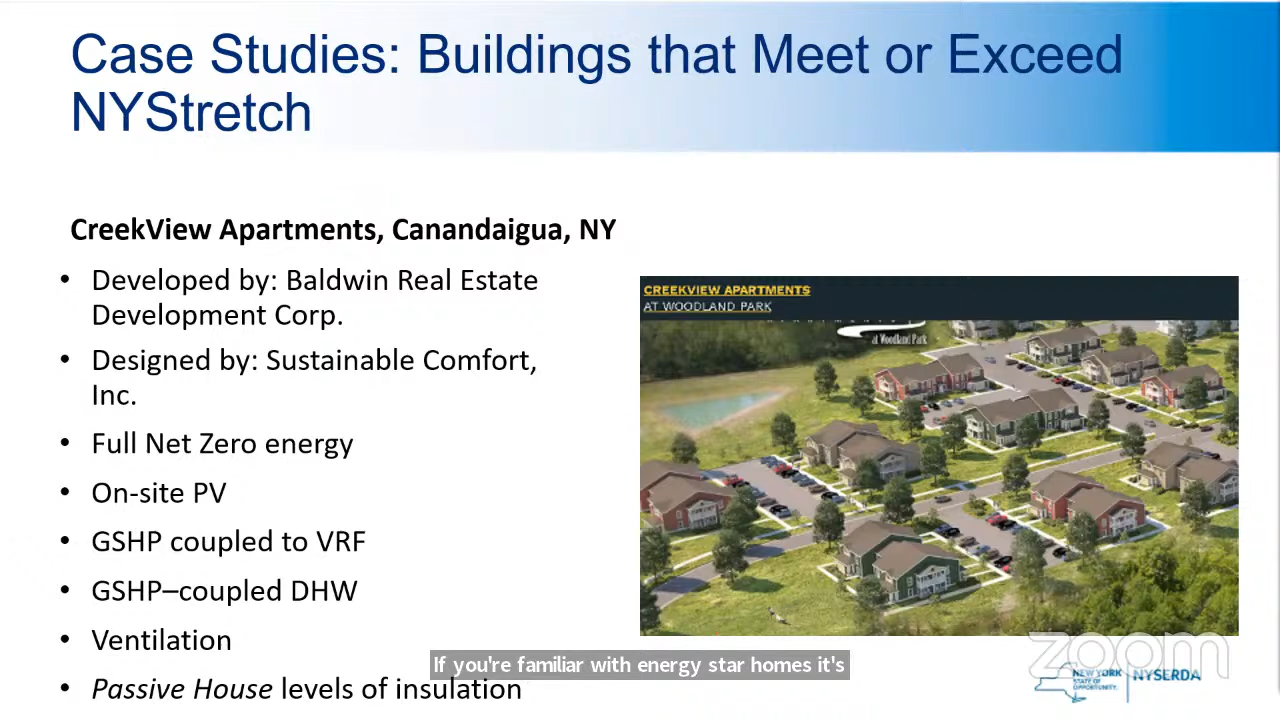 Case Studies: Buildings that Meet or Exceed
NYStretch
CreekView Apartments, Canandaigua, NY
• Developed by: Baldwin Real Estate
Development Corp.
• Designed by: Sustainable Comfort,
Inc.
• Full Net Zero energy
• On-site PV
• GSHP coupled to VRF
• GSHP–coupled DHW
• Ventilation
• Passive House levels of insulation
CREEKVIEW APARTMENTS
AT WOODLAND PARK
at Woodland Park
If you're familiar with energy star homes it's
zoom
NEW YORK
STATE OF
OPPORTUNITY.
NYSERDA